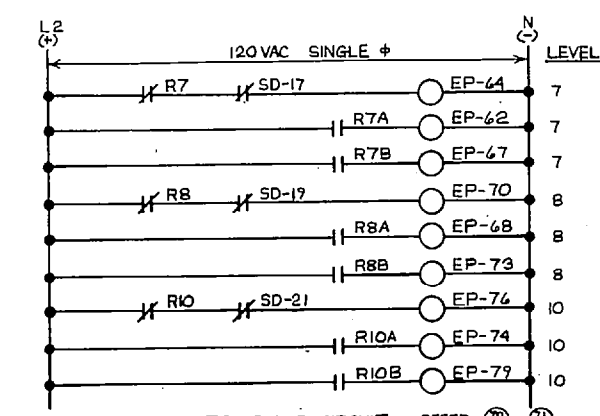 L2 N
(+) (-)
120VAC SINGLE ϕ LEVEL
R7 SD-17 EP-64 7
R7A EP-62 7
R7B EP-67 7
R8 SD-19 EP-70 8
R8A EP-68 8
R8B EP-73 8
R10 SD-21 EP-76 10
R10A EP-74 10
R10B EP-79 10